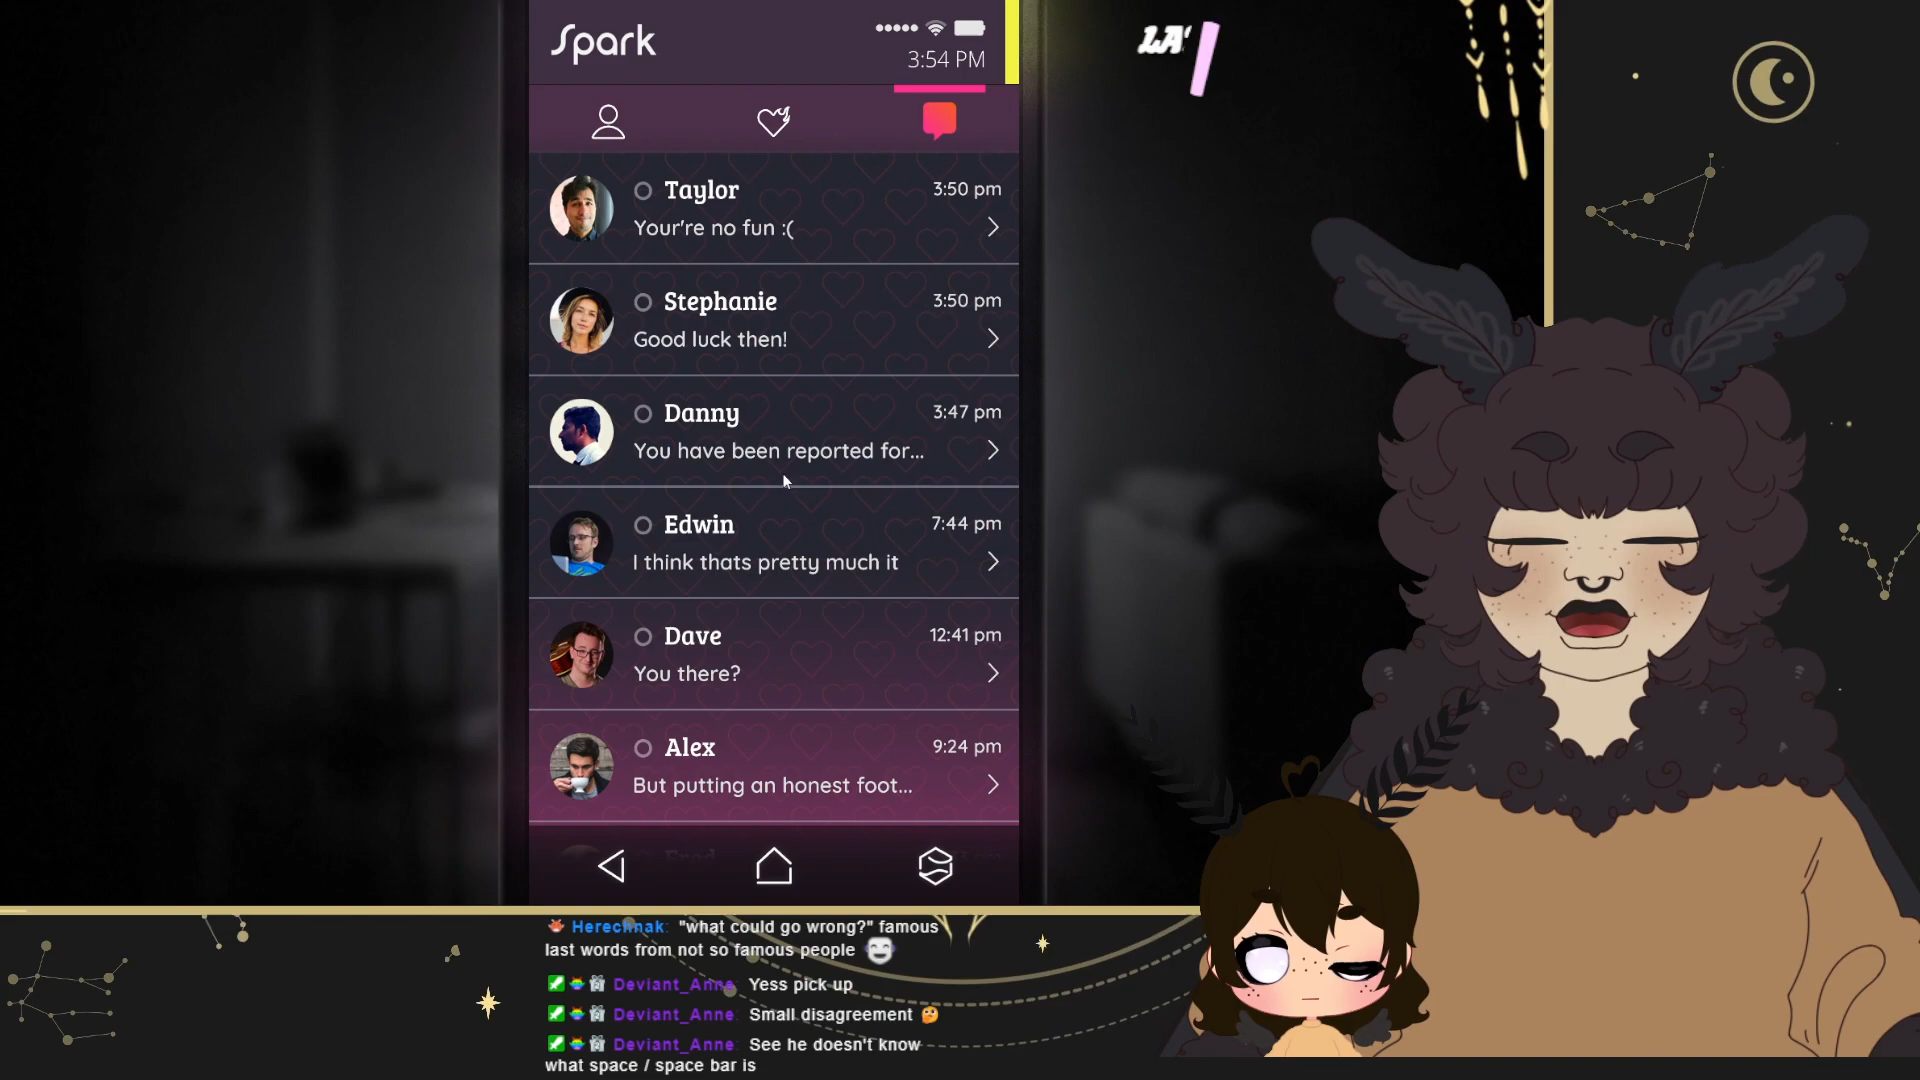 Spark
3:54 PM
LA'
Taylor
3:50 pm
Your're no fun :(
Stephanie
3:50 pm
Good luck then!
Danny
3:47 pm
You have been reported for...
Edwin
7:44 pm
I think thats pretty much it
Dave
12:41 pm
You there?
Alex
9:24 pm
But putting an honest foot...
Fred
Herechnak: "what could go wrong?" famous
last words from not so famous people
Deviant_Anne: Yess pick up
Deviant_Anne: Small disagreement 🤔
Deviant_Anne: See he doesn't know
what space / space bar is